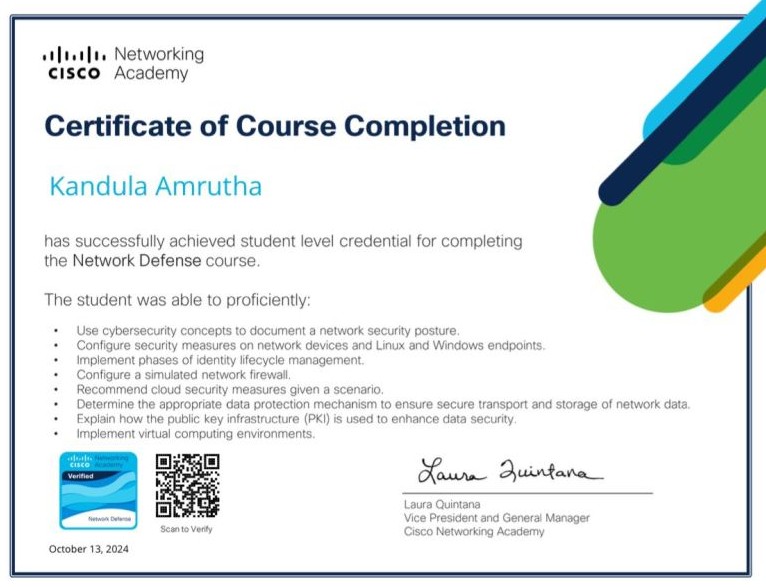 CISCO Networking Academy
Certificate of Course Completion
Kandula Amrutha
has successfully achieved student level credential for completing
the Network Defense course.
The student was able to proficiently:
• Use cybersecurity concepts to document a network security posture.
• Configure security measures on network devices and Linux and Windows endpoints.
• Implement phases of identity lifecycle management.
• Configure a simulated network firewall.
• Recommend cloud security measures given a scenario.
• Determine the appropriate data protection mechanism to ensure secure transport and storage of network data.
• Explain how the public key infrastructure (PKI) is used to enhance data security.
• Implement virtual computing environments.
CISCO Networking Academy
Verified
Network Defense
Scan to Verify
October 13, 2024
Laura Quintana
Laura Quintana
Vice President and General Manager
Cisco Networking Academy